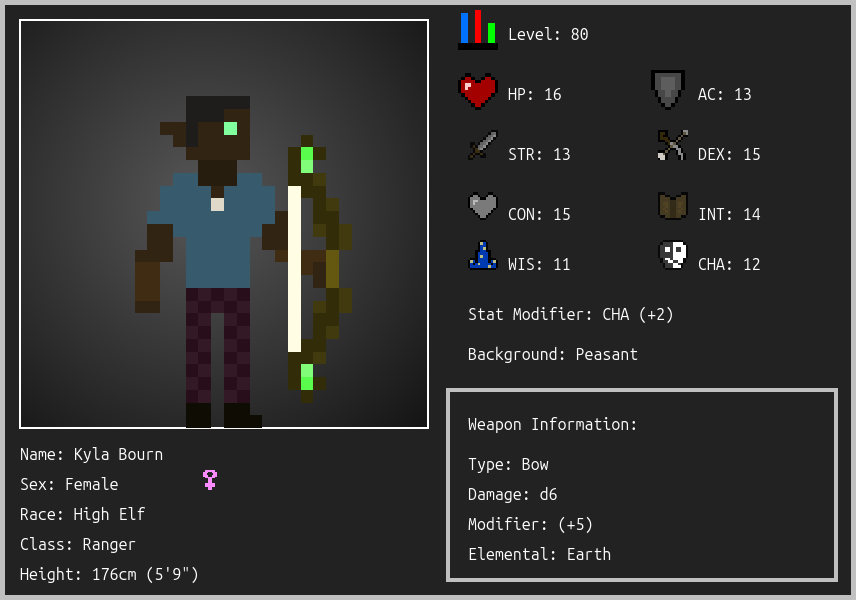 Level: 80
HP: 16
AC: 13
STR: 13
DEX: 15
CON: 15
INT: 14
WIS: 11
CHA: 12
Stat Modifier: CHA (+2)
Background: Peasant
Name: Kyla Bourn
Sex: Female
Race: High Elf
Class: Ranger
Height: 176cm (5'9")
Weapon Information:
Type: Bow
Damage: d6
Modifier: (+5)
Elemental: Earth